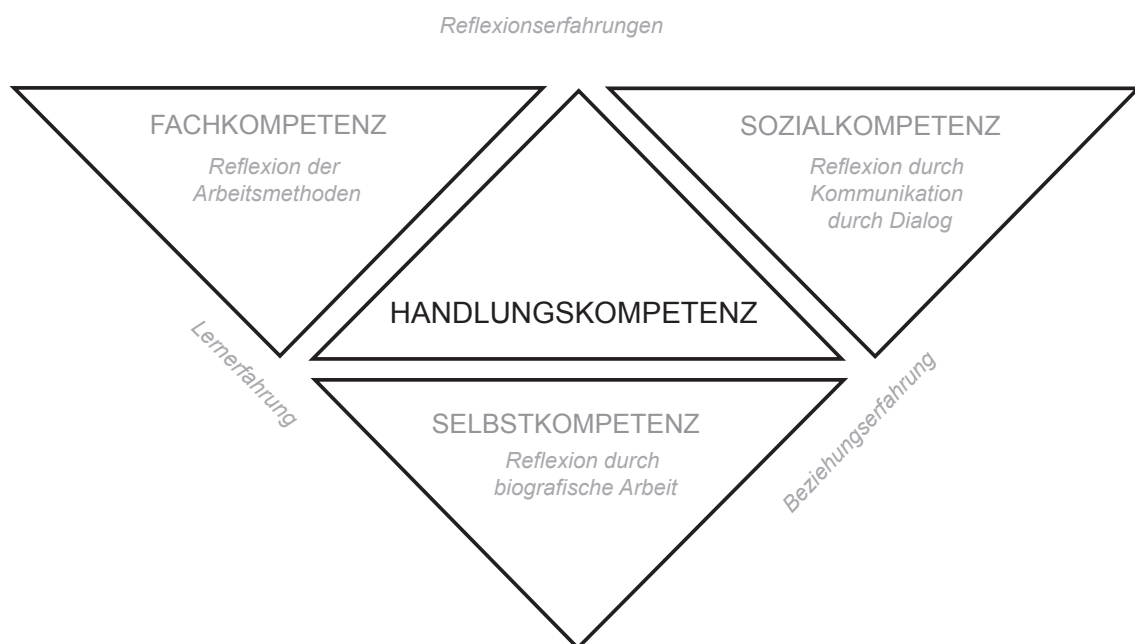 Reflexionserfahrungen
FACHKOMPETENZ
Reflexion der
Arbeitsmethoden
SOZIALKOMPETENZ
Reflexion durch
Kommunikation
durch Dialog
HANDLUNGSKOMPETENZ
Lernerfahrung
Beziehungserfahrung
SELBSTKOMPETENZ
Reflexion durch
biografische Arbeit